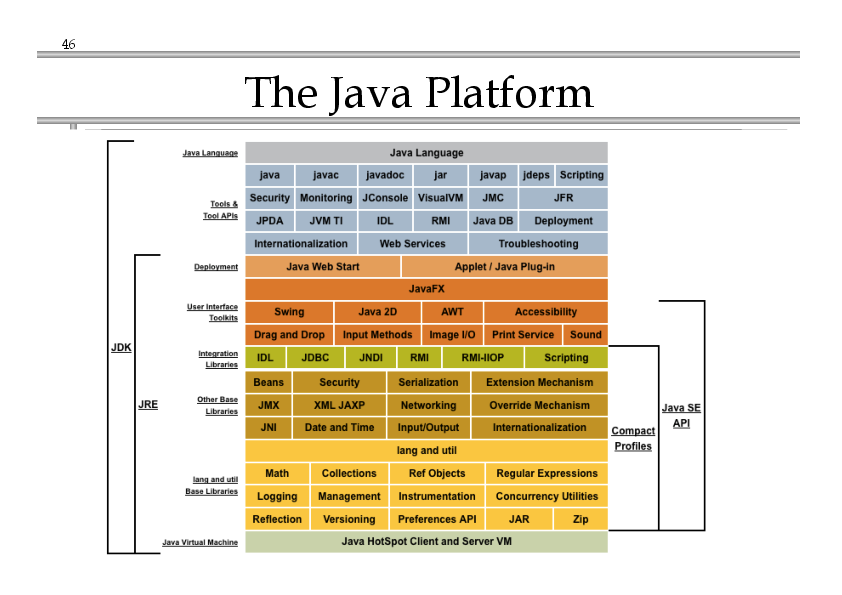 46
The Java Platform
Java Language
Java Language
java javac javadoc jar javap jdeps Scripting
Tools &
Tool APIs
Security Monitoring JConsole VisualVM JMC JFR
JPDA JVM TI IDL RMI Java DB Deployment
Internationalization Web Services Troubleshooting
Deployment
Java Web Start Applet / Java Plug-in
JavaFX
User Interface
Toolkits
Swing Java 2D AWT Accessibility
Drag and Drop Input Methods Image I/O Print Service Sound
Integration
Libraries
IDL JDBC JNDI RMI RMI-IIOP Scripting
JDK
JRE
Other Base
Libraries
Beans Security Serialization Extension Mechanism
JMX XML JAXP Networking Override Mechanism
JNI Date and Time Input/Output Internationalization
Compact
Profiles
Java SE
API
lang and util
lang and util
Base Libraries
Math Collections Ref Objects Regular Expressions
Logging Management Instrumentation Concurrency Utilities
Reflection Versioning Preferences API JAR Zip
Java Virtual Machine
Java HotSpot Client and Server VM